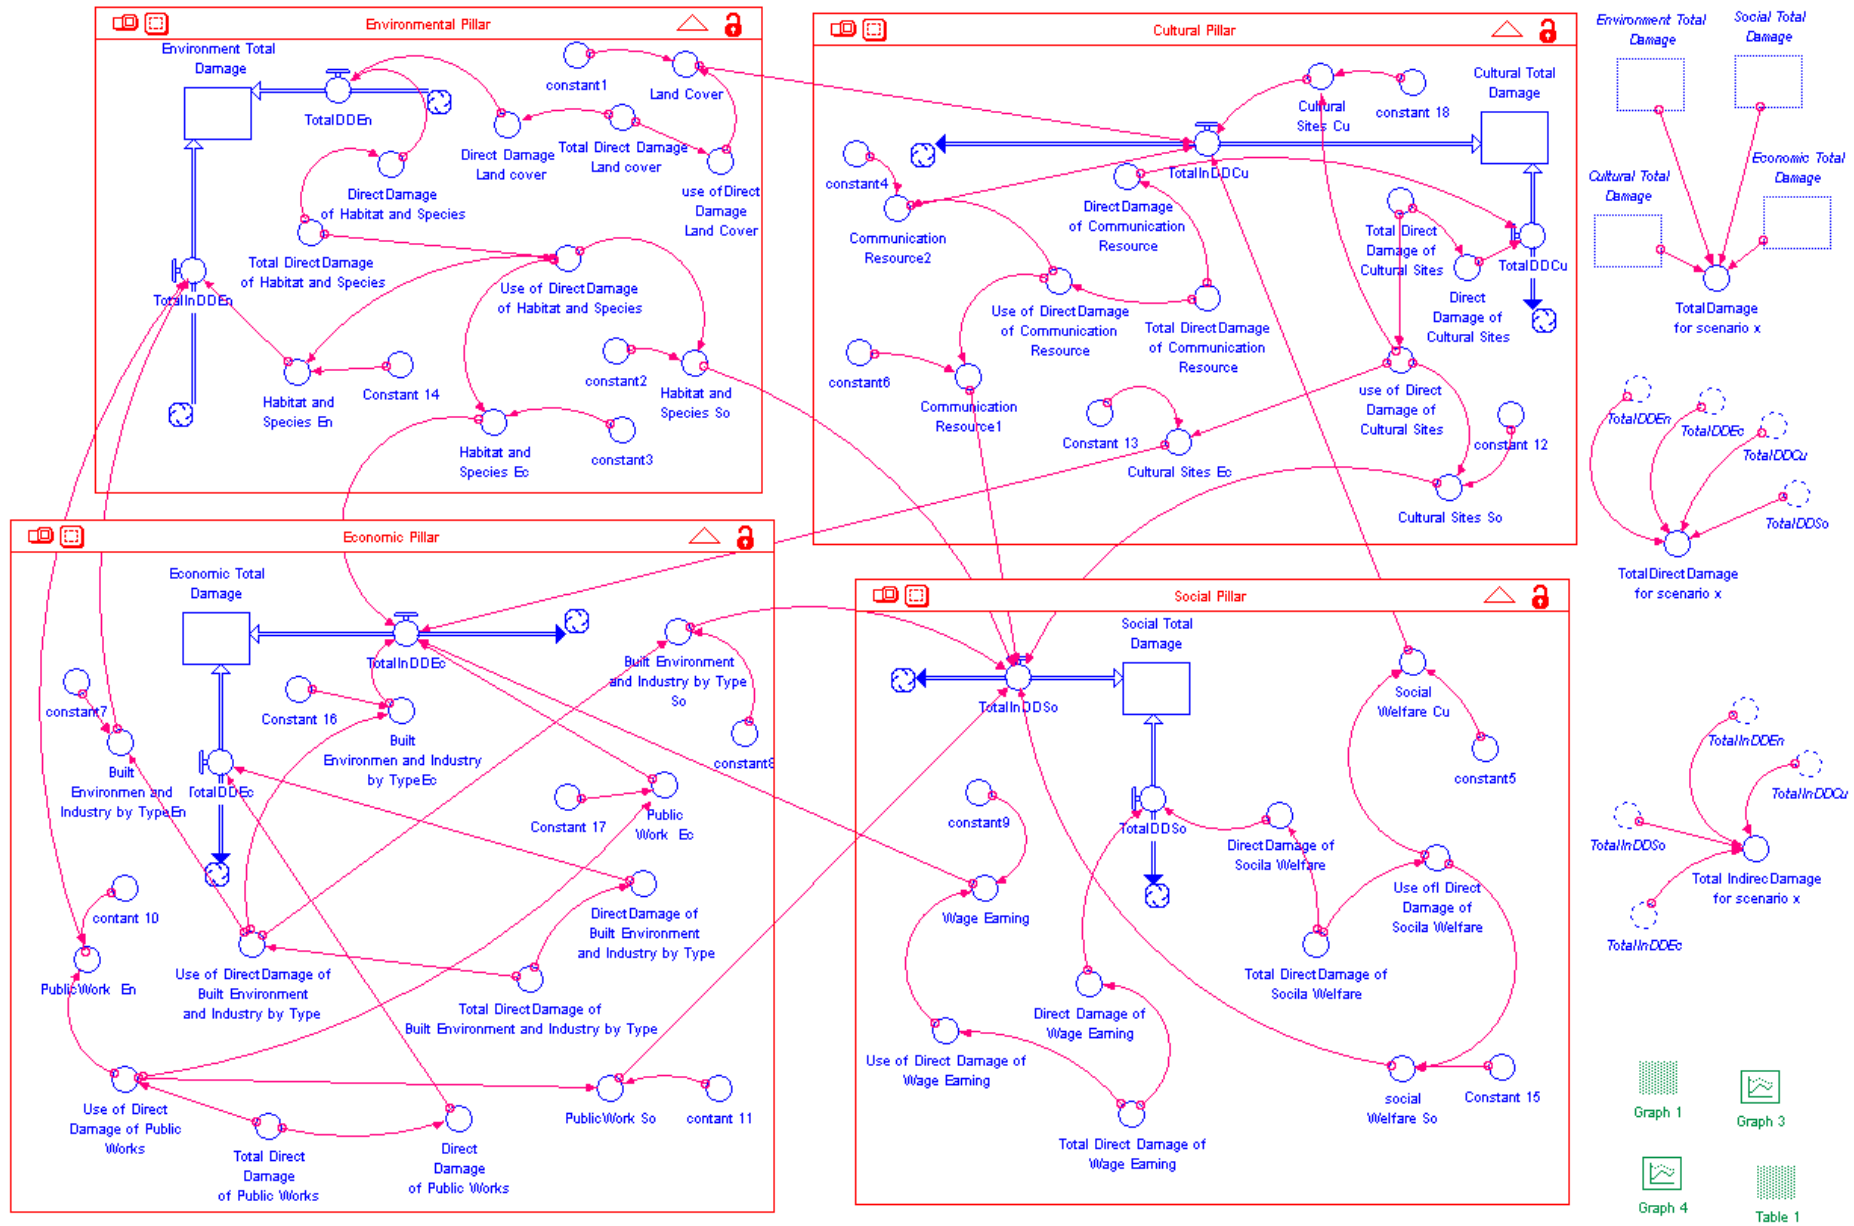 Environmental Pillar
Environment Total
Damage
TotalDDEn
constant1
Land Cover
Direct Damage
Land cover
Total Direct Damage
Land cover
use of Direct
Damage
Land Cover
Direct Damage
of Habitat and Species
Total Direct Damage
of Habitat and Species
Use of Direct Damage
of Habitat and Species
TotalInDDEn
constant2
Habitat and
Species So
Habitat and
Species En
Constant 14
Habitat and
Species Ec
constant3
Cultural Pillar
Cultural Total
Damage
Cultural
Sites Cu
constant 18
constant4
TotalInDDCu
Communication
Resource2
Direct Damage
of Communication
Resource
Total Direct
Damage of
Cultural Sites
TotalDDCu
Direct
Damage of
Cultural Sites
Use of Direct Damage
of Communication
Resource
Total Direct Damage
of Communication
Resource
constant6
Communication
Resource1
Constant 13
Cultural Sites Ec
use of Direct
Damage of
Cultural Sites
constant 12
Cultural Sites So
Environment Total
Damage
Social Total
Damage
Cultural Total
Damage
Economic Total
Damage
Total Damage
for scenario x
TotalDDEn
TotalDDEc
TotalDDCu
TotalDDSo
Total Direct Damage
for scenario x
TotalInDDEn
TotalInDDCu
TotalInDDSo
TotalInDDEc
Total Indirec Damage
for scenario x
Economic Pillar
Economic Total
Damage
TotalInDDEc
Built Environment
and Industry by Type
So
constant7
Constant 16
Built
Environmen and Industry
by TypeEc
constant8
Built
Environmen and
Industry by TypeEn
TotalDDEc
Constant 17
Public
Work Ec
contant 10
Direct Damage of
Built Environment
and Industry by Type
PublicWork En
Use of Direct Damage of
Built Environment
and Industry by Type
Total Direct Damage of
Built Environment and Industry by Type
Use of Direct
Damage of Public
Works
Total Direct
Damage
of Public Works
Direct
Damage
of Public Works
PublicWork So
contant 11
Social Pillar
Social Total
Damage
TotalInDDSo
Social
Welfare Cu
constant5
constant9
TotalDDSo
Direct Damage of
Socila Welfare
Wage Earning
Use ofl Direct
Damage of
Socila Welfare
Total Direct Damage of
Socila Welfare
Direct Damage of
Wage Earning
Use of Direct Damage of
Wage Earning
Total Direct Damage of
Wage Earning
social
Welfare So
Constant 15
Graph 1
Graph 3
Graph 4
Table 1